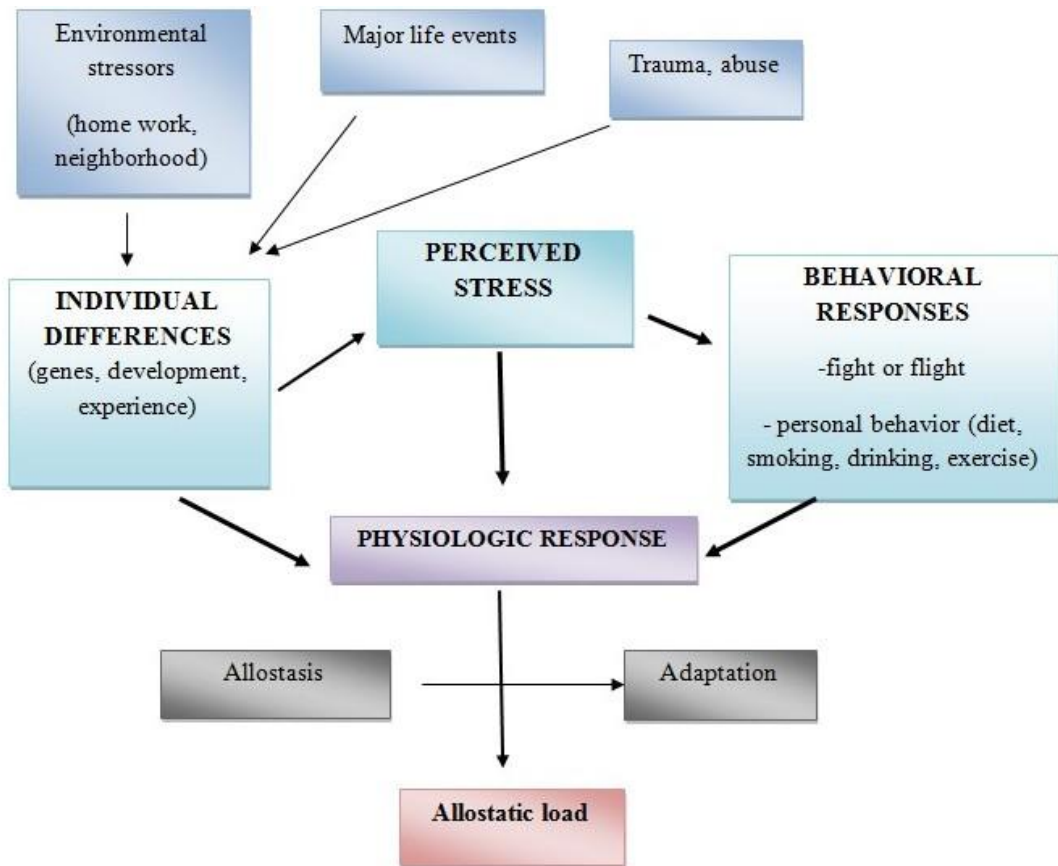 Environmental
stressors
(home work,
neighborhood)
Major life events
Trauma, abuse
INDIVIDUAL
DIFFERENCES
(genes, development,
experience)
PERCEIVED
STRESS
BEHAVIORAL
RESPONSES
-fight or flight
- personal behavior (diet,
smoking, drinking, exercise)
PHYSIOLOGIC RESPONSE
Allostasis
Adaptation
Allostatic load